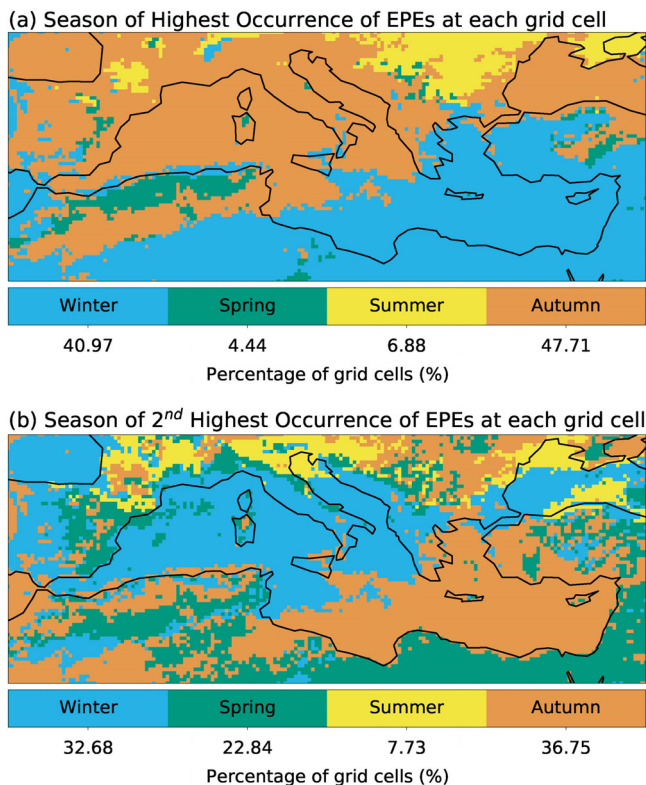 (a) Season of Highest Occurrence of EPEs at each grid cell
Winter Spring Summer Autumn
40.97 4.44 6.88 47.71
Percentage of grid cells (%)
(b) Season of 2nd Highest Occurrence of EPEs at each grid cell
Winter Spring Summer Autumn
32.68 22.84 7.73 36.75
Percentage of grid cells (%)